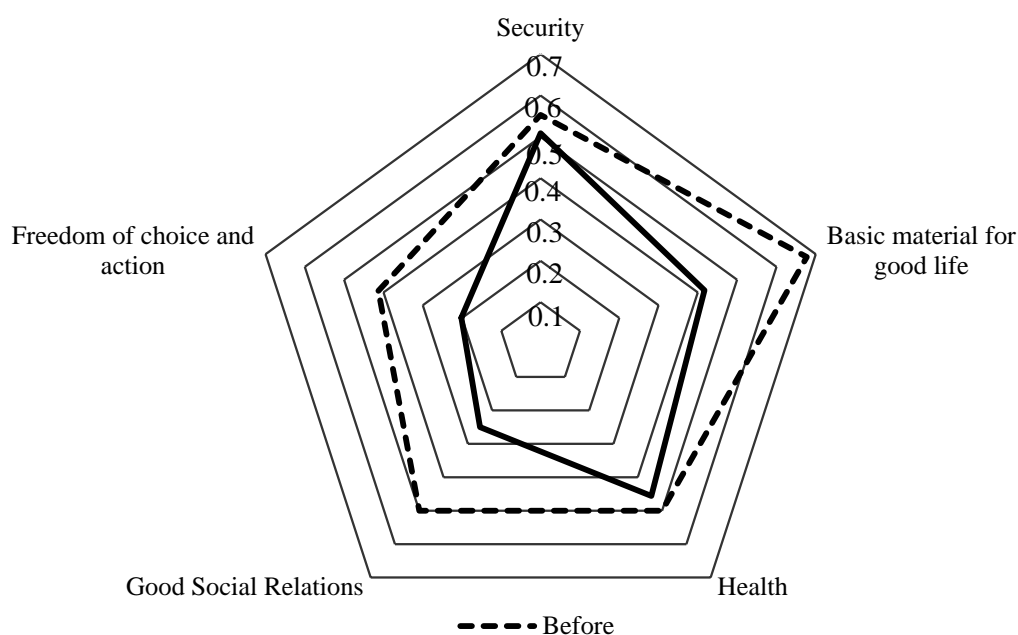 Security
0.7
0.6
0.5
0.4
0.3
0.2
0.1
Freedom of choice and
action
Basic material for
good life
Good Social Relations
Health
Before